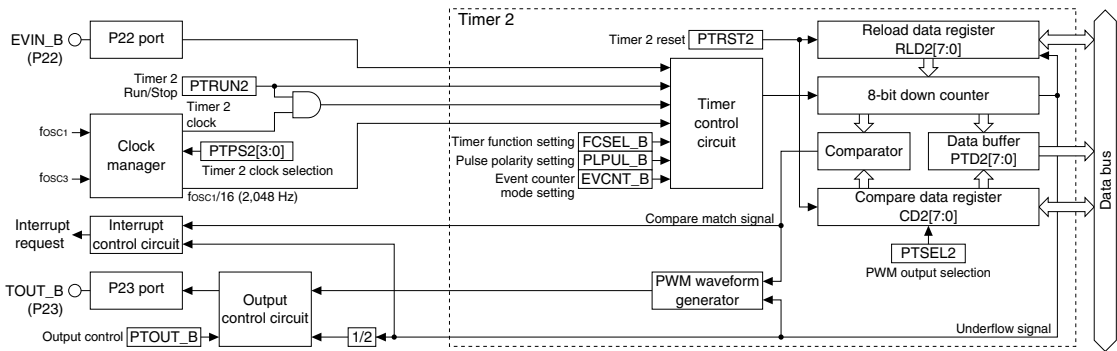 Timer 2
EVIN_B
(P22)
P22 port
Timer 2 reset
PTRST2
Reload data register
RLD2[7:0]
Timer 2
Run/Stop
PTRUN2
Timer 2
clock
8-bit down counter
Timer
control
circuit
fOSC1
Clock
manager
PTPS2[3:0]
Timer 2 clock selection
fOSC3
fOSC1/16 (2,048 Hz)
Timer function setting
FCSEL_B
Pulse polarity setting
PLPUL_B
Event counter
mode setting
EVCNT_B
Comparator
Data buffer
PTD2[7:0]
Data bus
Compare data register
CD2[7:0]
Compare match signal
Interrupt
request
Interrupt
control circuit
PTSEL2
PWM output selection
TOUT_B
(P23)
P23 port
Output
control circuit
PWM waveform
generator
Output control
PTOUT_B
1/2
Underflow signal